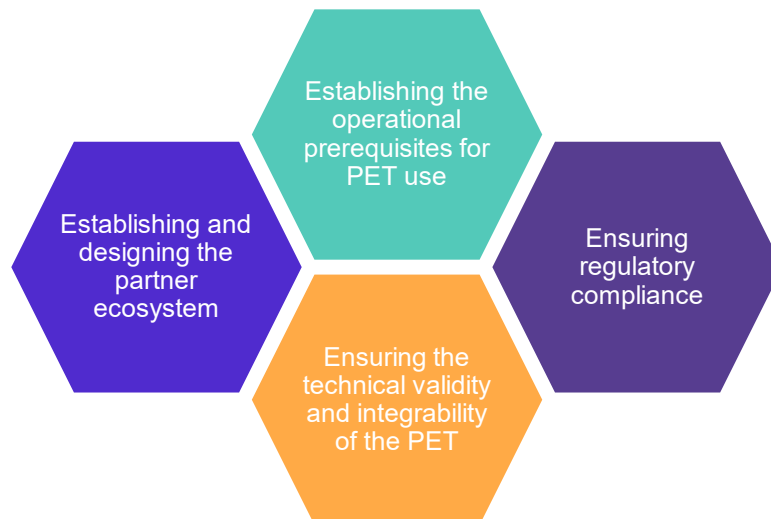 Establishing the
operational
prerequisites for
PET use
Establishing and
designing the
partner
ecosystem
Ensuring
regulatory
compliance
Ensuring the
technical validity
and integrability
of the PET